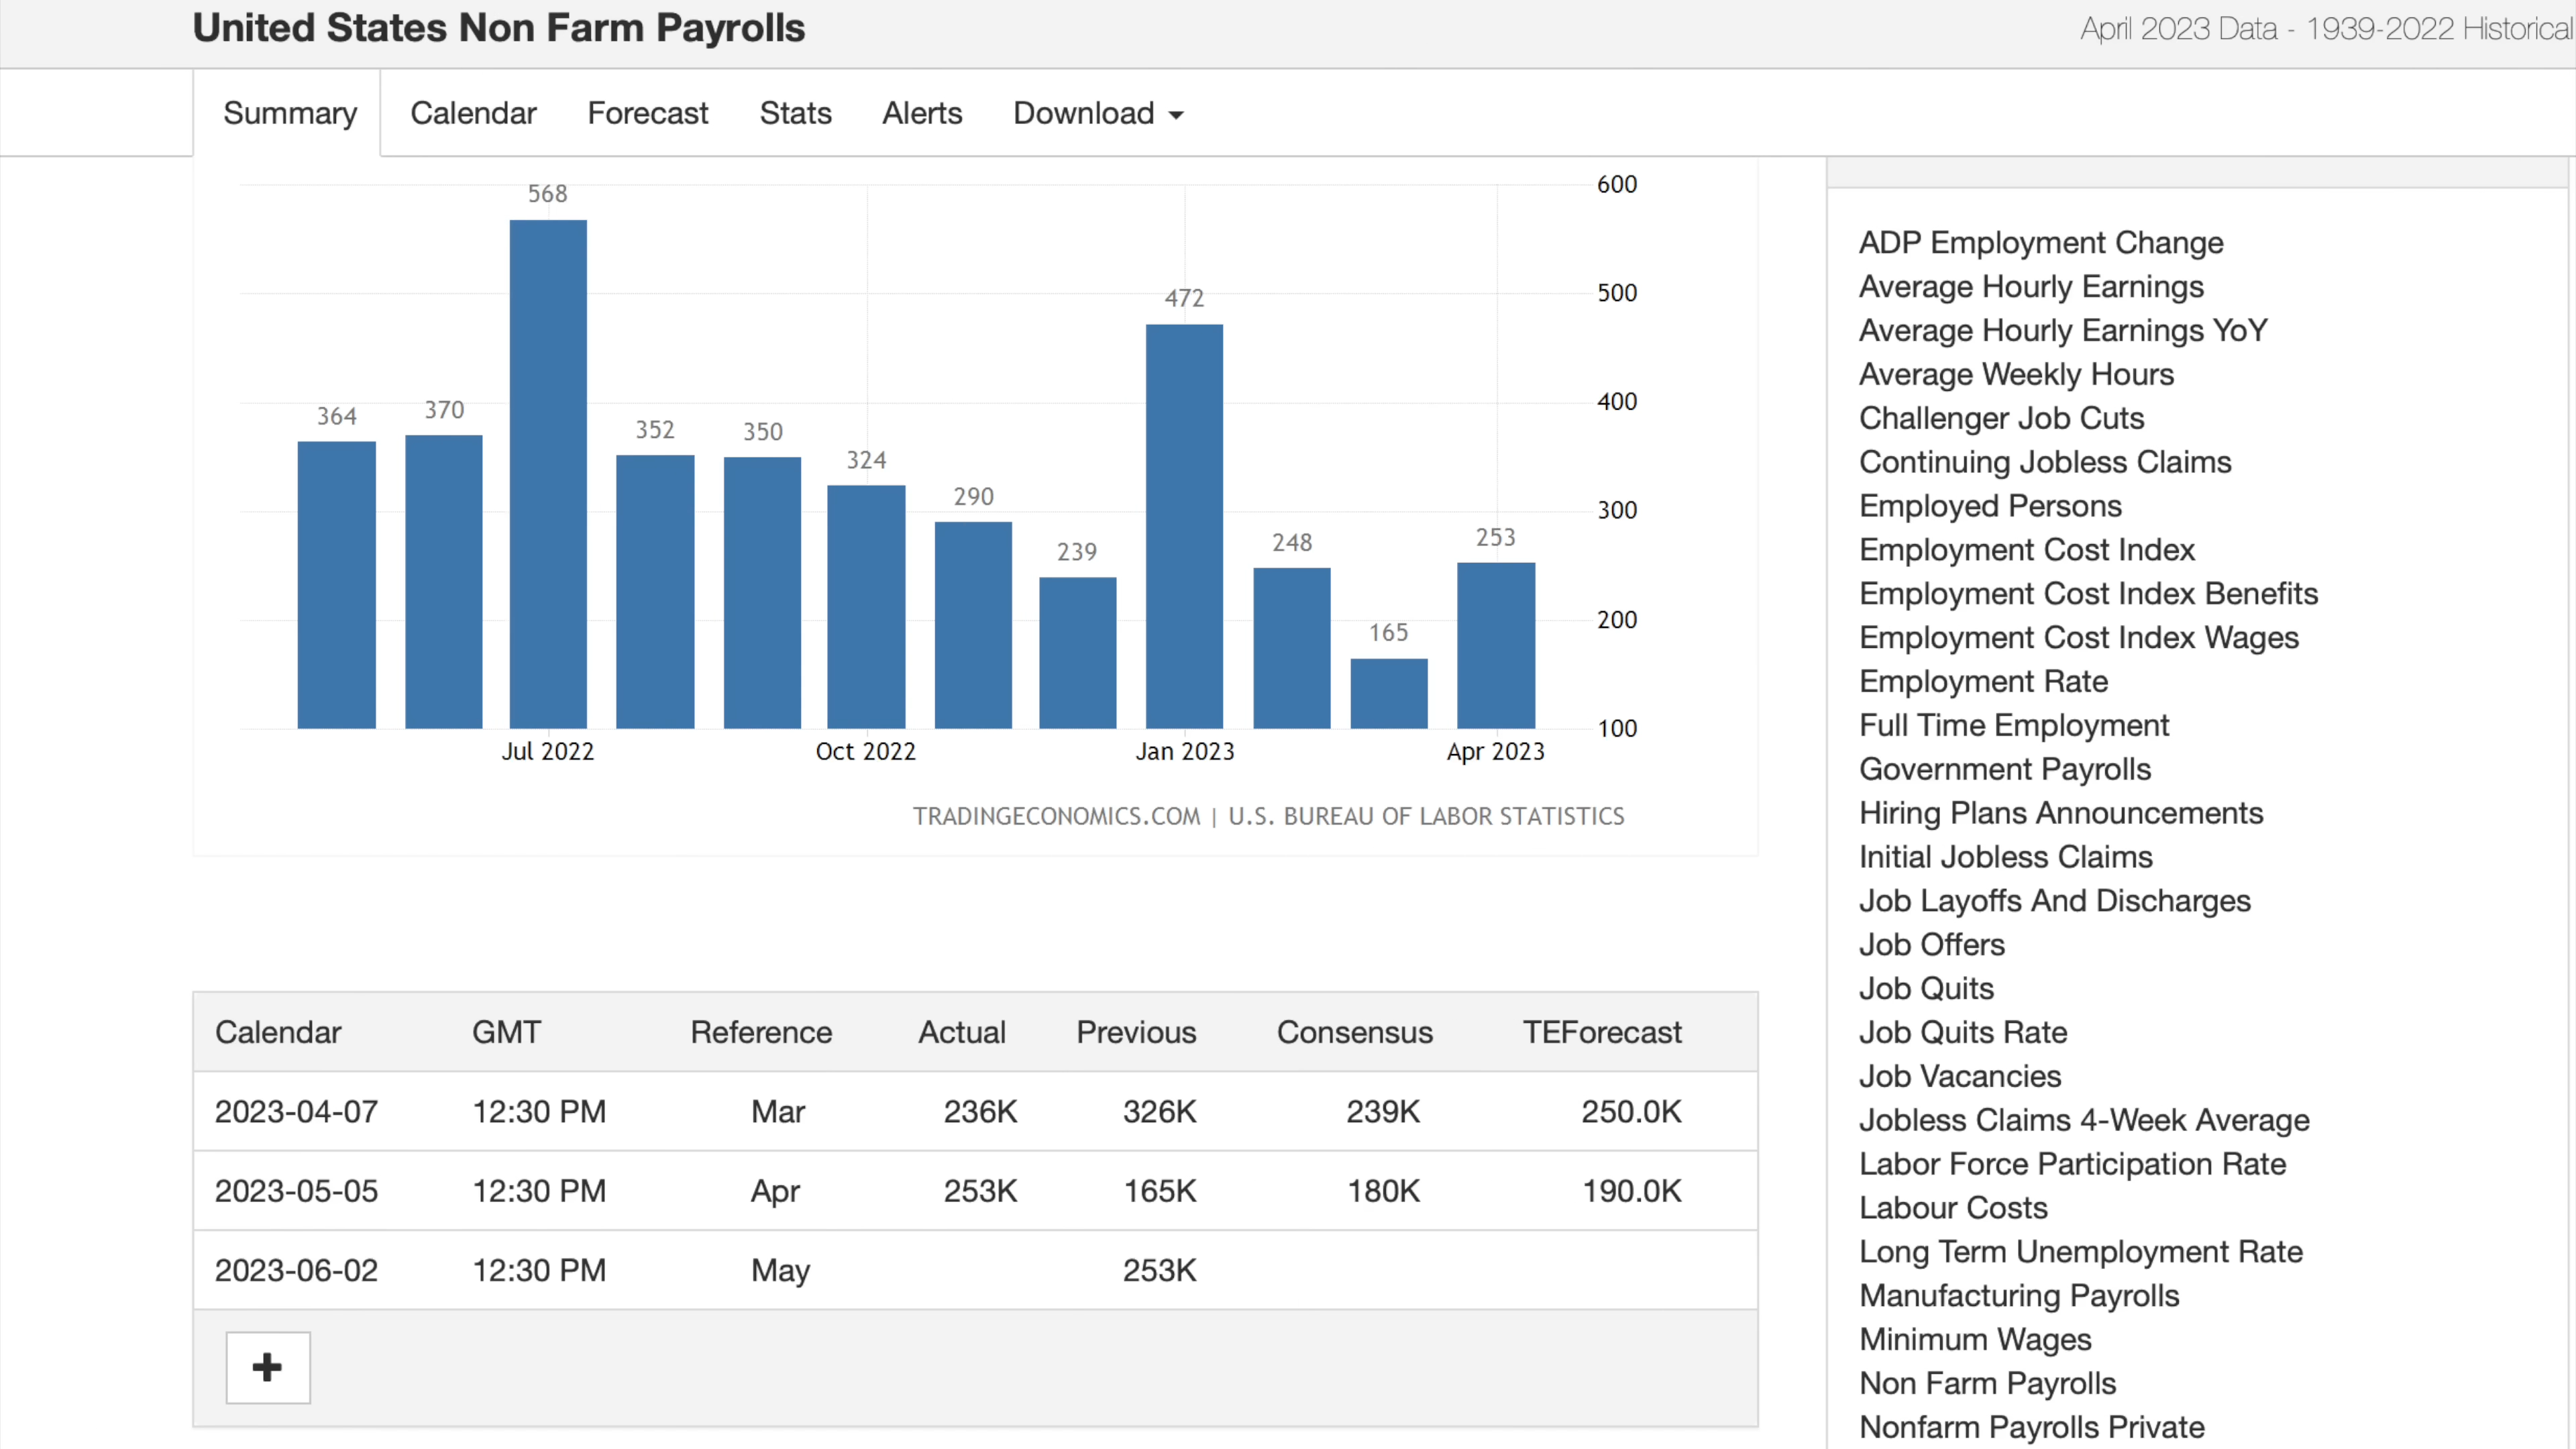 United States Non Farm Payrolls
April 2023 Data - 1939-2022 Historical
Summary Calendar Forecast Stats Alerts Download
600
500
400
300
200
100
364 370 568 352 350 324 290 239 472 248 165 253
Jul 2022 Oct 2022 Jan 2023 Apr 2023
TRADINGECONOMICS.COM | U.S. BUREAU OF LABOR STATISTICS
Calendar GMT Reference Actual Previous Consensus TEForecast
2023-04-07 12:30 PM Mar 236K 326K 239K 250.0K
2023-05-05 12:30 PM Apr 253K 165K 180K 190.0K
2023-06-02 12:30 PM May 253K
ADP Employment Change
Average Hourly Earnings
Average Hourly Earnings YoY
Average Weekly Hours
Challenger Job Cuts
Continuing Jobless Claims
Employed Persons
Employment Cost Index
Employment Cost Index Benefits
Employment Cost Index Wages
Employment Rate
Full Time Employment
Government Payrolls
Hiring Plans Announcements
Initial Jobless Claims
Job Layoffs And Discharges
Job Offers
Job Quits
Job Quits Rate
Job Vacancies
Jobless Claims 4-Week Average
Labor Force Participation Rate
Labour Costs
Long Term Unemployment Rate
Manufacturing Payrolls
Minimum Wages
Non Farm Payrolls
Nonfarm Payrolls Private